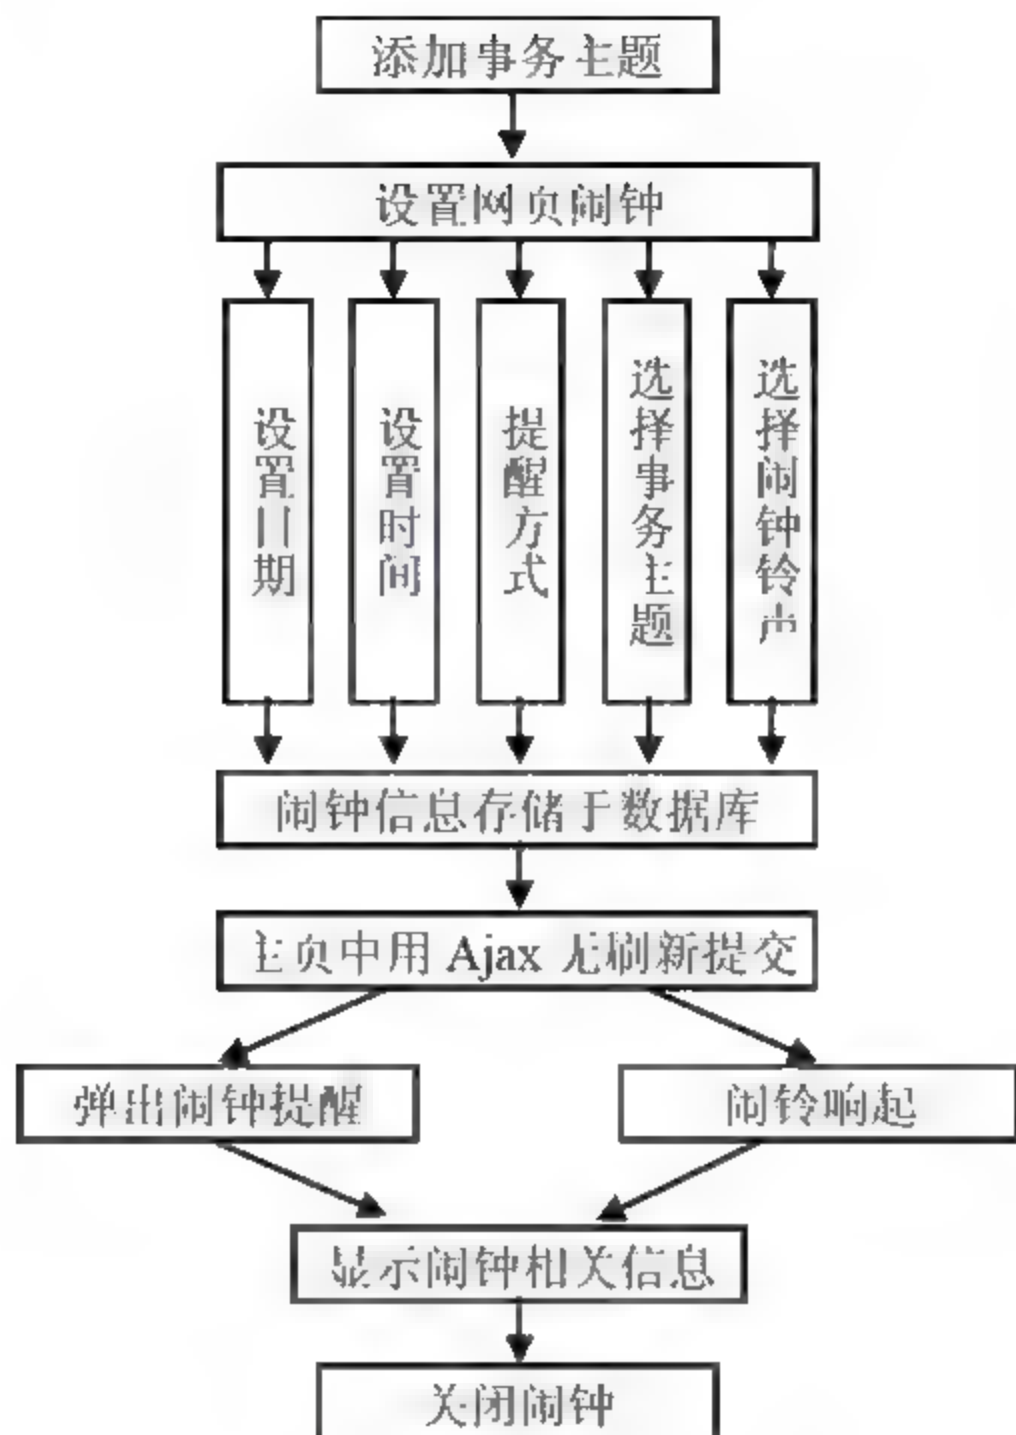 添加事务主题
设置网页闹钟
设置日期
设置时间
提醒方式
选择事务主题
选择闹钟铃声
闹钟信息存储于数据库
主页中用 Ajax 无刷新提交
弹出闹钟提醒
闹铃响起
显示闹钟相关信息
关闭闹钟